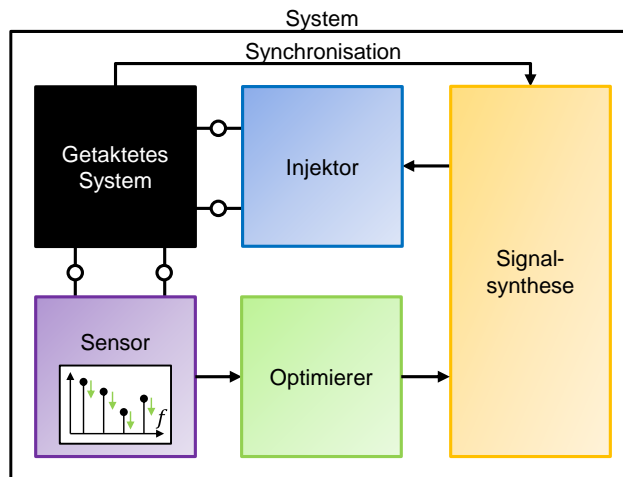 System
Synchronisation
Getaktetes
System
Injektor
Signal-
synthese
Sensor
f
Optimierer